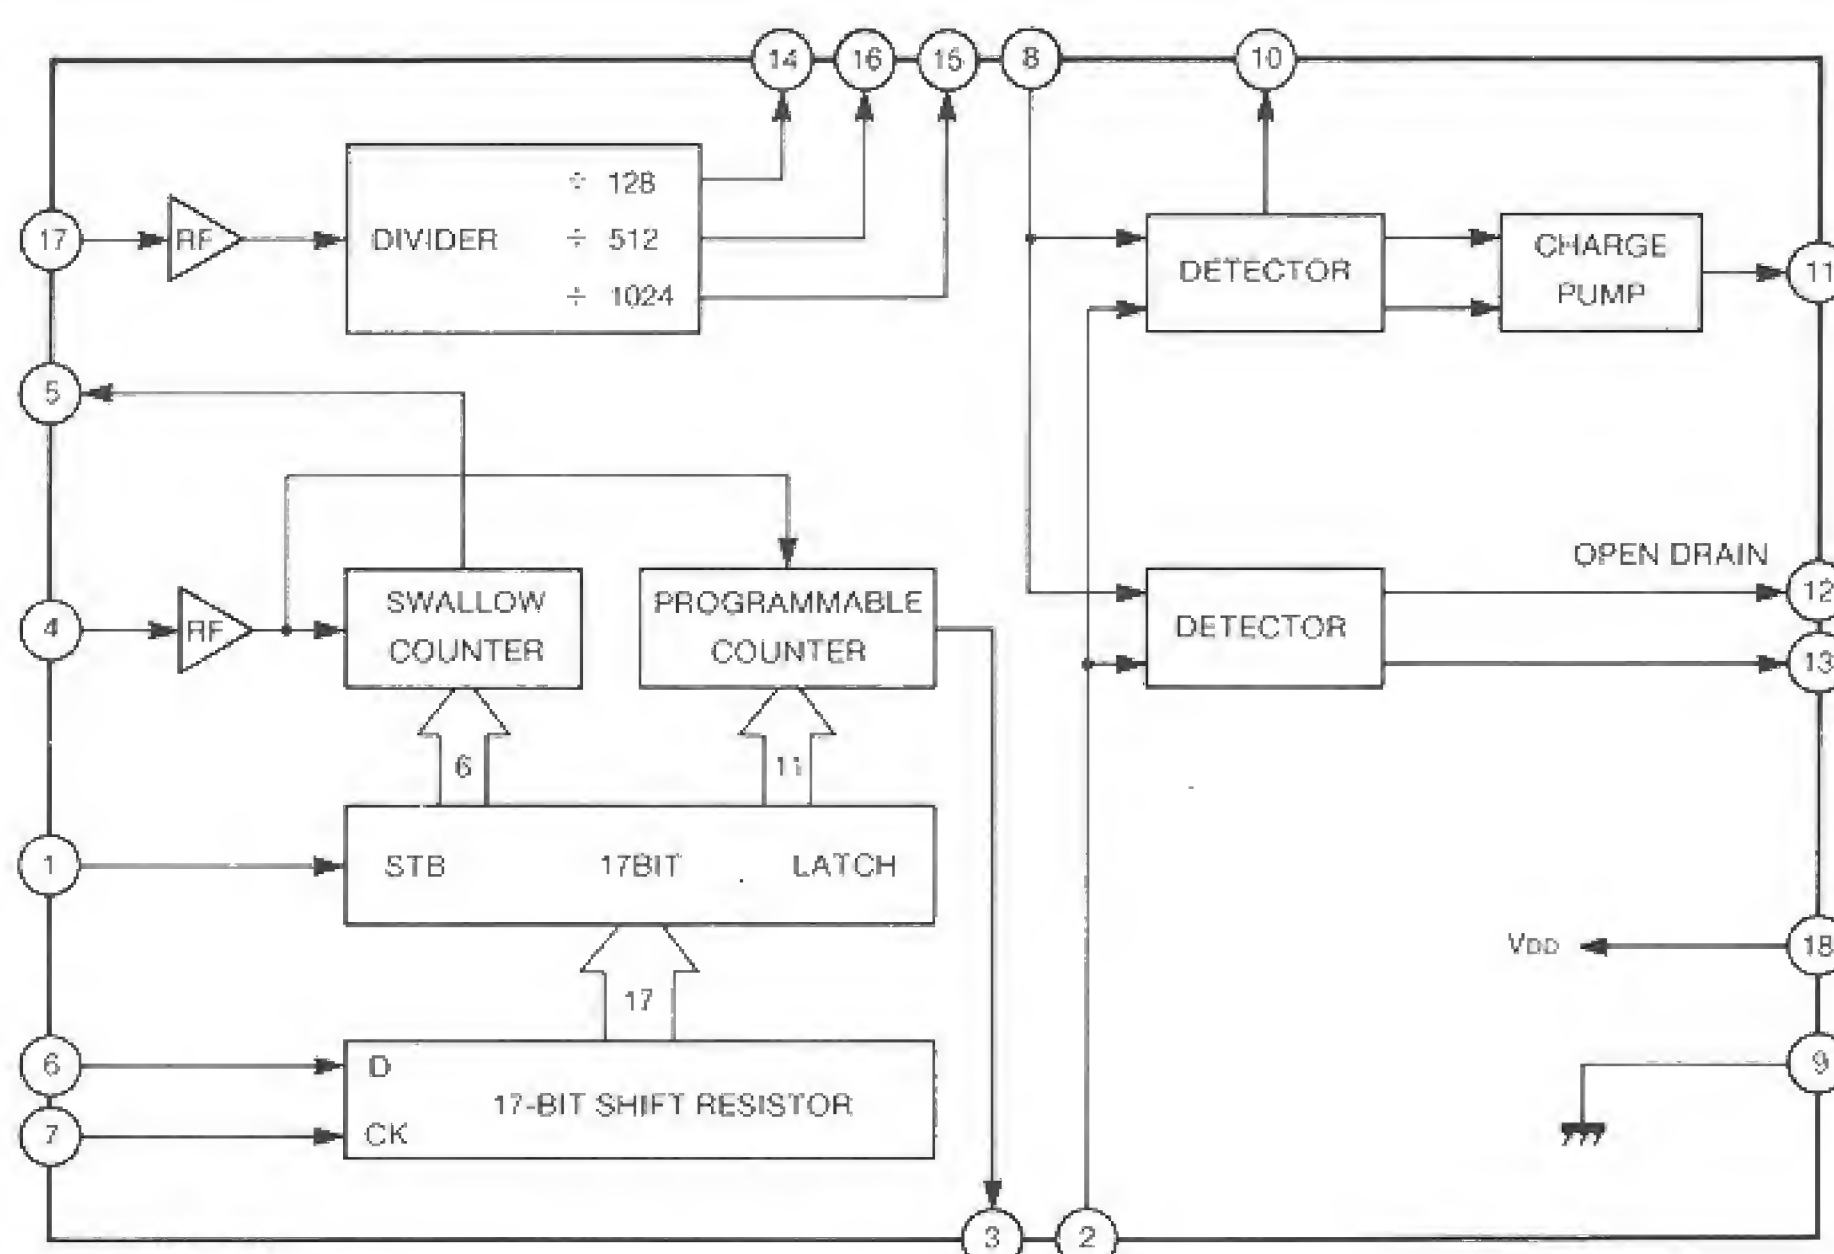 14
16
15
8
10
÷ 128
17
RF
DIVIDER
÷ 512
÷ 1024
DETECTOR
CHARGE
PUMP
11
5
OPEN DRAIN
4
RF
SWALLOW
COUNTER
PROGRAMMABLE
COUNTER
DETECTOR
12
13
6
11
1
STB
17BIT
LATCH
VDD
18
17
6
D
17-BIT SHIFT RESISTOR
7
CK
9
3
2